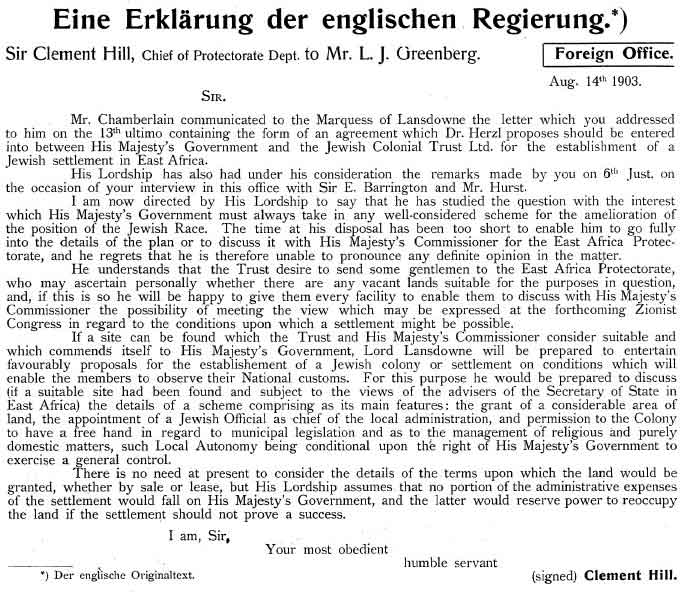 Eine Erklärung der englischen Regierung.*)
Sir Clement Hill, Chief of Protectorate Dept. to Mr. L. J. Greenberg.
Foreign Office.
Aug. 14th 1903.
SIR.
Mr. Chamberlain communicated to the Marquess of Lansdowne the letter which you addressed
to him on the 13th ultimo containing the form of an agreement which Dr. Herzl proposes should be entered
into between His Majesty's Government and the Jewish Colonial Trust Ltd. for the establishment of a
Jewish settlement in East Africa.
His Lordship has also had under his consideration the remarks made by you on 6th Just. on
the occasion of your interview in this office with Sir E. Barrington and Mr. Hurst.
I am now directed by His Lordship to say that he has studied the question with the interest
which His Majesty's Government must always take in any well-considered scheme for the amelioration of
the position of the Jewish Race. The time at his disposal has been too short to enable him to go fully
into the details of the plan or to discuss it with His Majesty's Commissioner for the East Africa Protec-
torate, and he regrets that he is therefore unable to pronounce any definite opinion in the matter.
He understands that the Trust desire to send some gentlemen to the East Africa Protectorate,
who may ascertain personally whether there are any vacant lands suitable for the purposes in question,
and, if this is so he will be happy to give them every facility to enable them to discuss with His Majesty's
Commissioner the possibility of meeting the view which may be expressed at the forthcoming Zionist
Congress in regard to the conditions upon which a settlement might be possible.
If a site can be found which the Trust and His Majesty's Commissioner consider suitable and
which commends itself to His Majesty's Government, Lord Lansdowne will be prepared to entertain
favourably proposals for the establishement of a Jewish colony or settlement on conditions which will
enable the members to observe their National customs. For this purpose he would be prepared to discuss
(if a suitable site had been found and subject to the views of the advisers of the Secretary of State in
East Africa) the details of a scheme comprising as its main features: the grant of a considerable area of
land, the appointment of a Jewish Official as chief of the local administration, and permission to the Colony
to have a free hand in regard to municipal legislation and as to the management of religious and purely
domestic matters, such Local Autonomy being conditional upon the right of His Majesty's Government to
exercise a general control.
There is no need at present to consider the details of the terms upon which the land would be
granted, whether by sale or lease, but His Lordship assumes that no portion of the administrative expenses
of the settlement would fall on His Majesty's Government, and the latter would reserve power to reoccupy
the land if the settlement should not prove a success.
I am, Sir,
Your most obedient
humble servant
*) Der englische Originaltext.
(signed) Clement Hill.